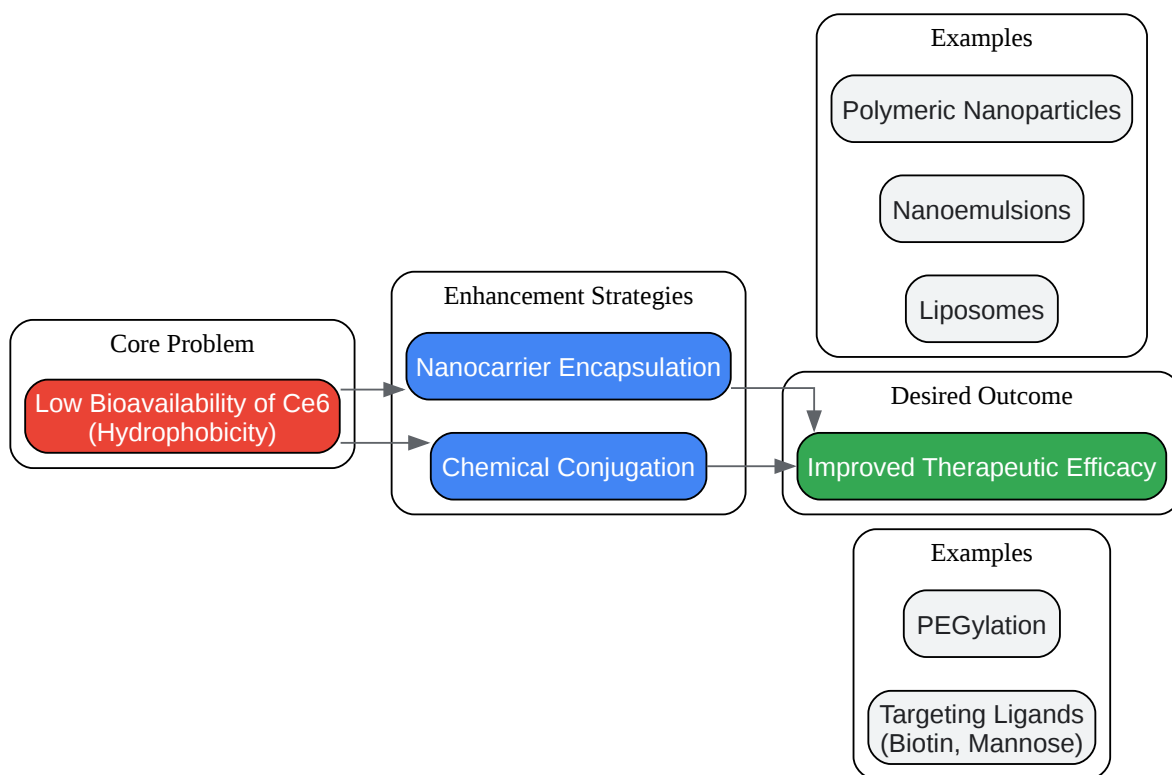 Core Problem
Low Bioavailability of Ce6
(Hydrophobicity)
Enhancement Strategies
Nanocarrier Encapsulation
Chemical Conjugation
Examples
Polymeric Nanoparticles
Nanoemulsions
Liposomes
Desired Outcome
Improved Therapeutic Efficacy
Examples
PEGylation
Targeting Ligands
(Biotin, Mannose)